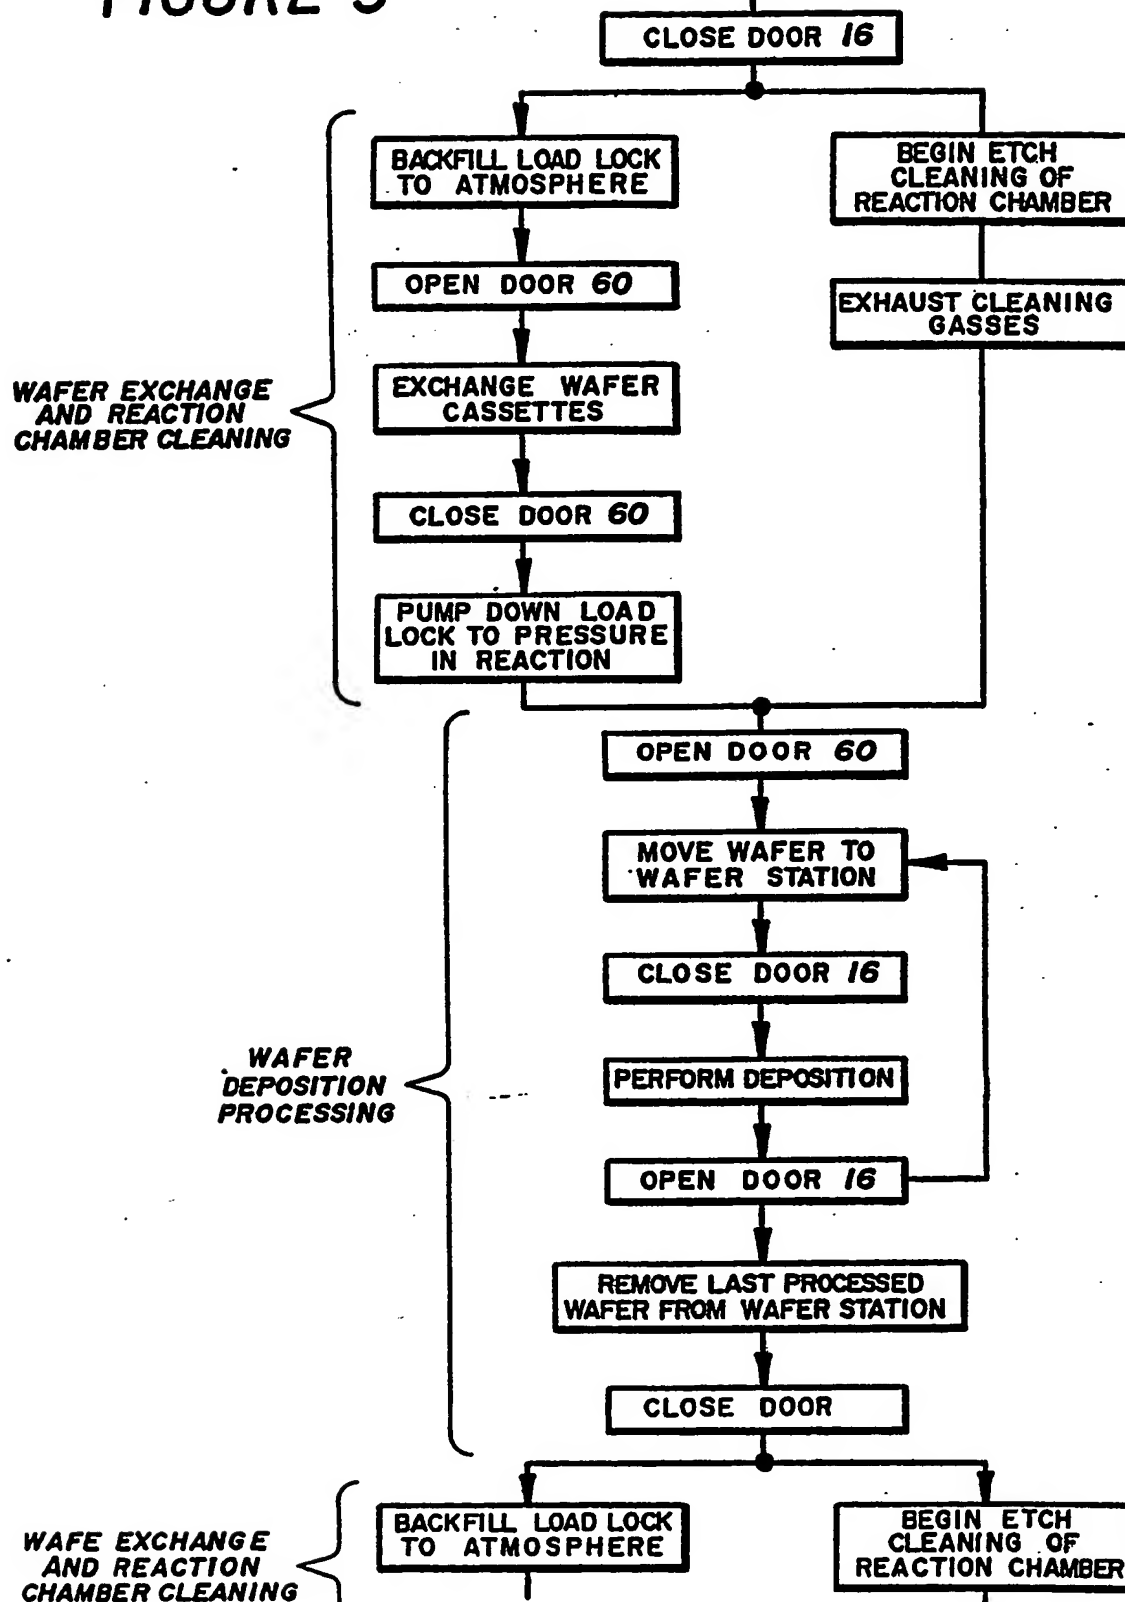 FIGURE 5
CLOSE DOOR 16
BACKFILL LOAD LOCK
TO ATMOSPHERE
BEGIN ETCH
CLEANING OF
REACTION CHAMBER
OPEN DOOR 60
EXHAUST CLEANING
GASSES
WAFER EXCHANGE
AND REACTION
CHAMBER CLEANING
EXCHANGE WAFER
CASSETTES
CLOSE DOOR 60
PUMP DOWN LOAD
LOCK TO PRESSURE
IN REACTION
OPEN DOOR 60
MOVE WAFER TO
WAFER STATION
CLOSE DOOR 16
WAFER
DEPOSITION
PROCESSING
PERFORM DEPOSITION
OPEN DOOR 16
REMOVE LAST PROCESSED
WAFER FROM WAFER STATION
CLOSE DOOR
WAFE EXCHANGE
AND REACTION
CHAMBER CLEANING
BACKFILL LOAD LOCK
TO ATMOSPHERE
BEGIN ETCH
CLEANING OF
REACTION CHAMBER